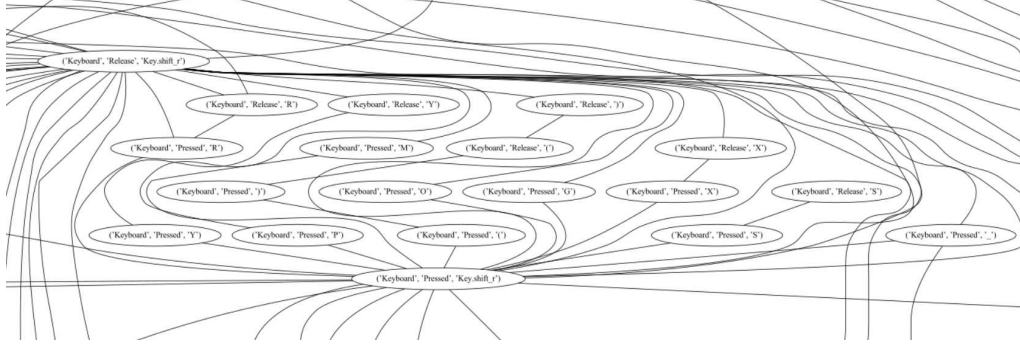 ('Keyboard', 'Release', 'Key.shift_r')
('Keyboard', 'Release', 'R')
('Keyboard', 'Release', 'Y')
('Keyboard', 'Release', ')')
('Keyboard', 'Pressed', 'R')
('Keyboard', 'Pressed', 'M')
('Keyboard', 'Release', '(')
('Keyboard', 'Release', 'X')
('Keyboard', 'Pressed', ')')
('Keyboard', 'Pressed', 'O')
('Keyboard', 'Pressed', 'G')
('Keyboard', 'Pressed', 'X')
('Keyboard', 'Release', 'S')
('Keyboard', 'Pressed', 'Y')
('Keyboard', 'Pressed', 'P')
('Keyboard', 'Pressed', '(')
('Keyboard', 'Pressed', 'S')
('Keyboard', 'Pressed', '_')
('Keyboard', 'Pressed', 'Key.shift_r')